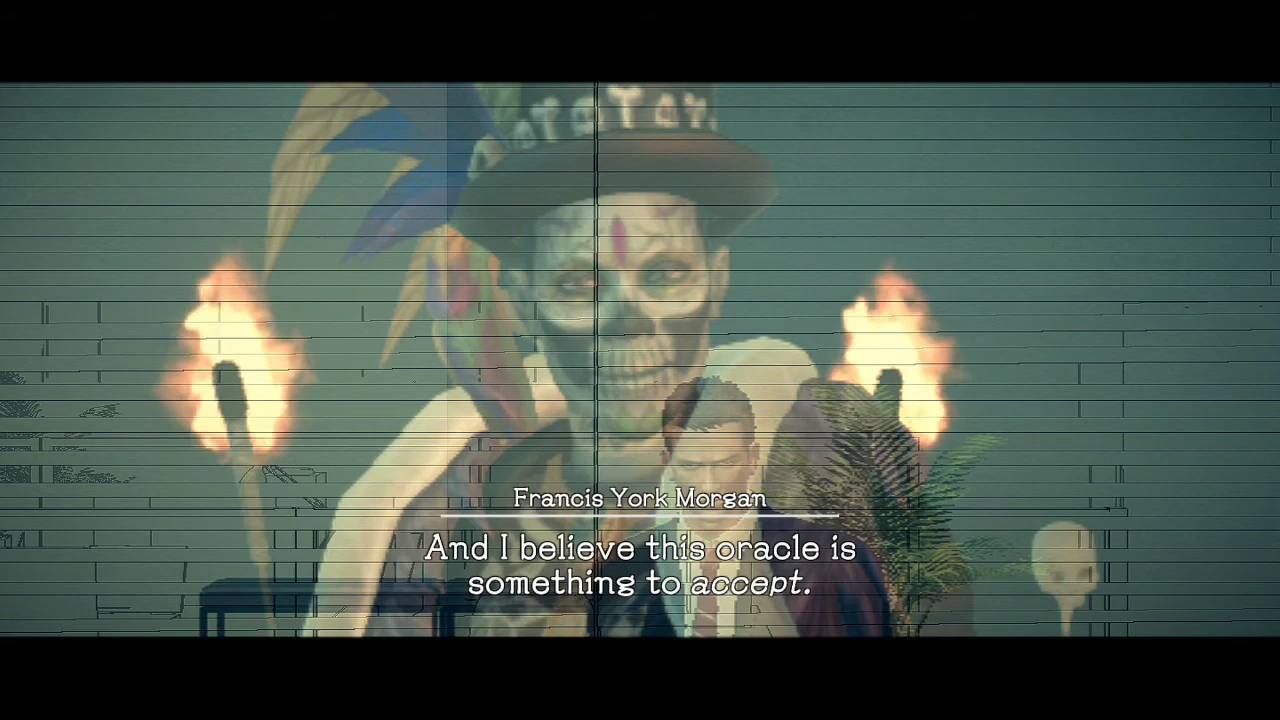 Francis York Morgan
And I believe this oracle is
something to accept.